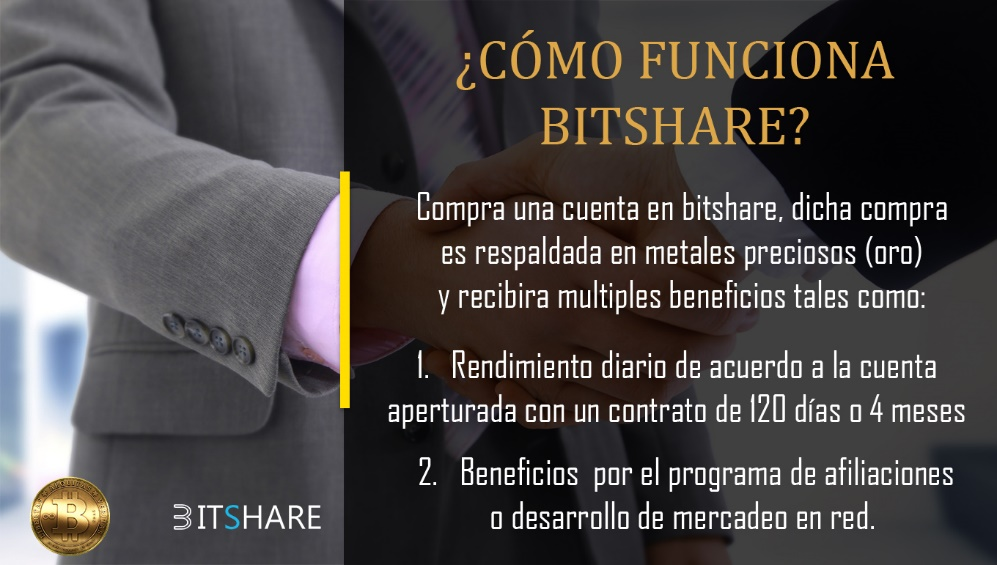 ¿CÓMO FUNCIONA
BITSHARE?
Compra una cuenta en bitshare, dicha compra
es respaldada en metales preciosos (oro)
y recibira multiples beneficios tales como:
1. Rendimiento diario de acuerdo a la cuenta
aperturada con un contrato de 120 días o 4 meses
2. Beneficios por el programa de afiliaciones
o desarrollo de mercadeo en red.
BITSHARE